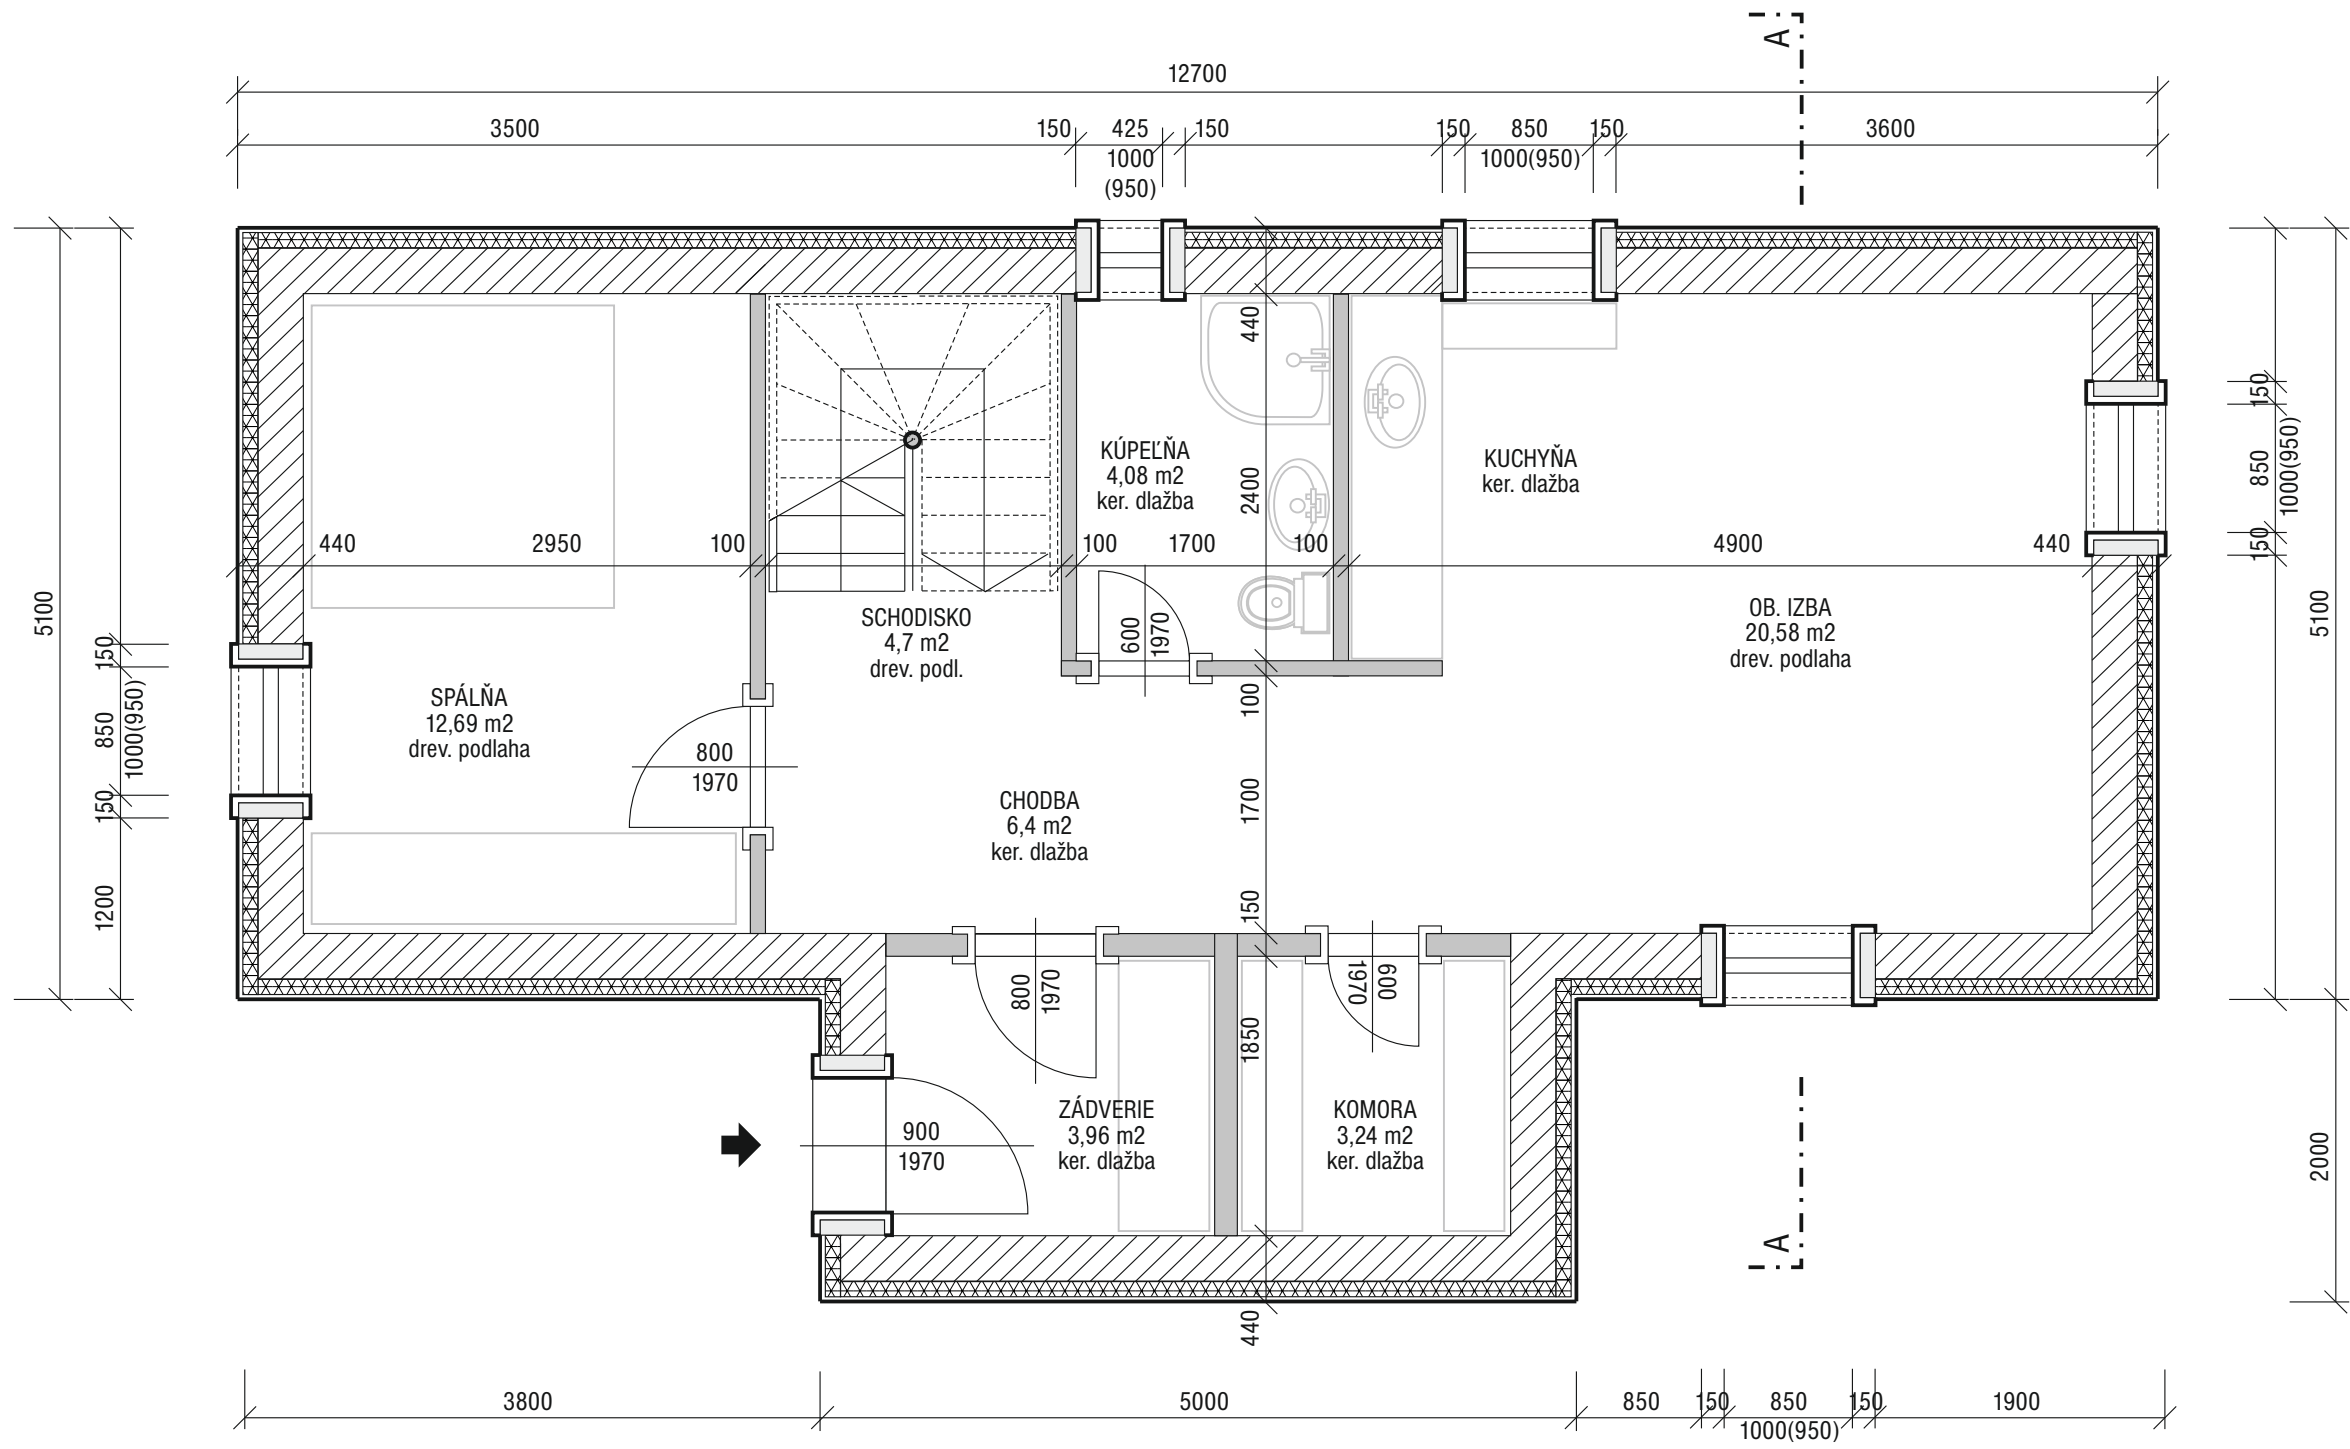 A
12700
3500
150
425
150
150
850
150
3600
1000
(950)
1000(950)
5100
150
850
1000(950)
150
1200
440
2950
100
100
1700
100
4900
440
440
2400
100
1700
150
1850
440
KÚPEĽŇA
4,08 m2
ker. dlažba
KUCHYŇA
ker. dlažba
SCHODISKO
4,7 m2
drev. podl.
600
1970
OB. IZBA
20,58 m2
drev. podlaha
SPÁLŇA
12,69 m2
drev. podlaha
800
1970
CHODBA
6,4 m2
ker. dlažba
800
1970
600
1970
900
1970
ZÁDVERIE
3,96 m2
ker. dlažba
KOMORA
3,24 m2
ker. dlažba
150
850
1000(950)
150
5100
2000
A
3800
5000
850
150
850
150
1900
1000(950)